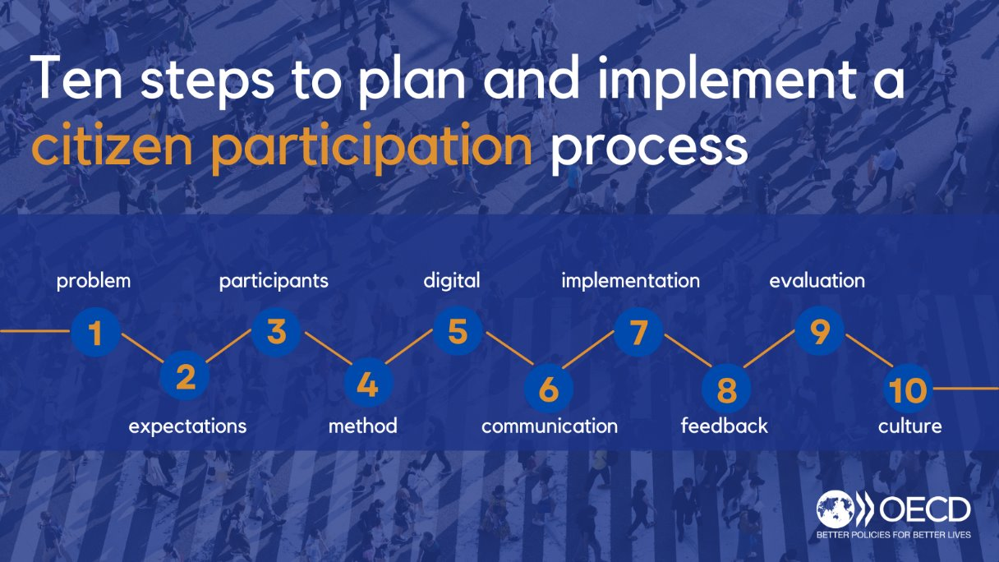 Ten steps to plan and implement a
citizen participation process
problem
participants
digital
implementation
evaluation
1
2
3
4
5
6
7
8
9
10
expectations
method
communication
feedback
culture
OECD
BETTER POLICIES FOR BETTER LIVES